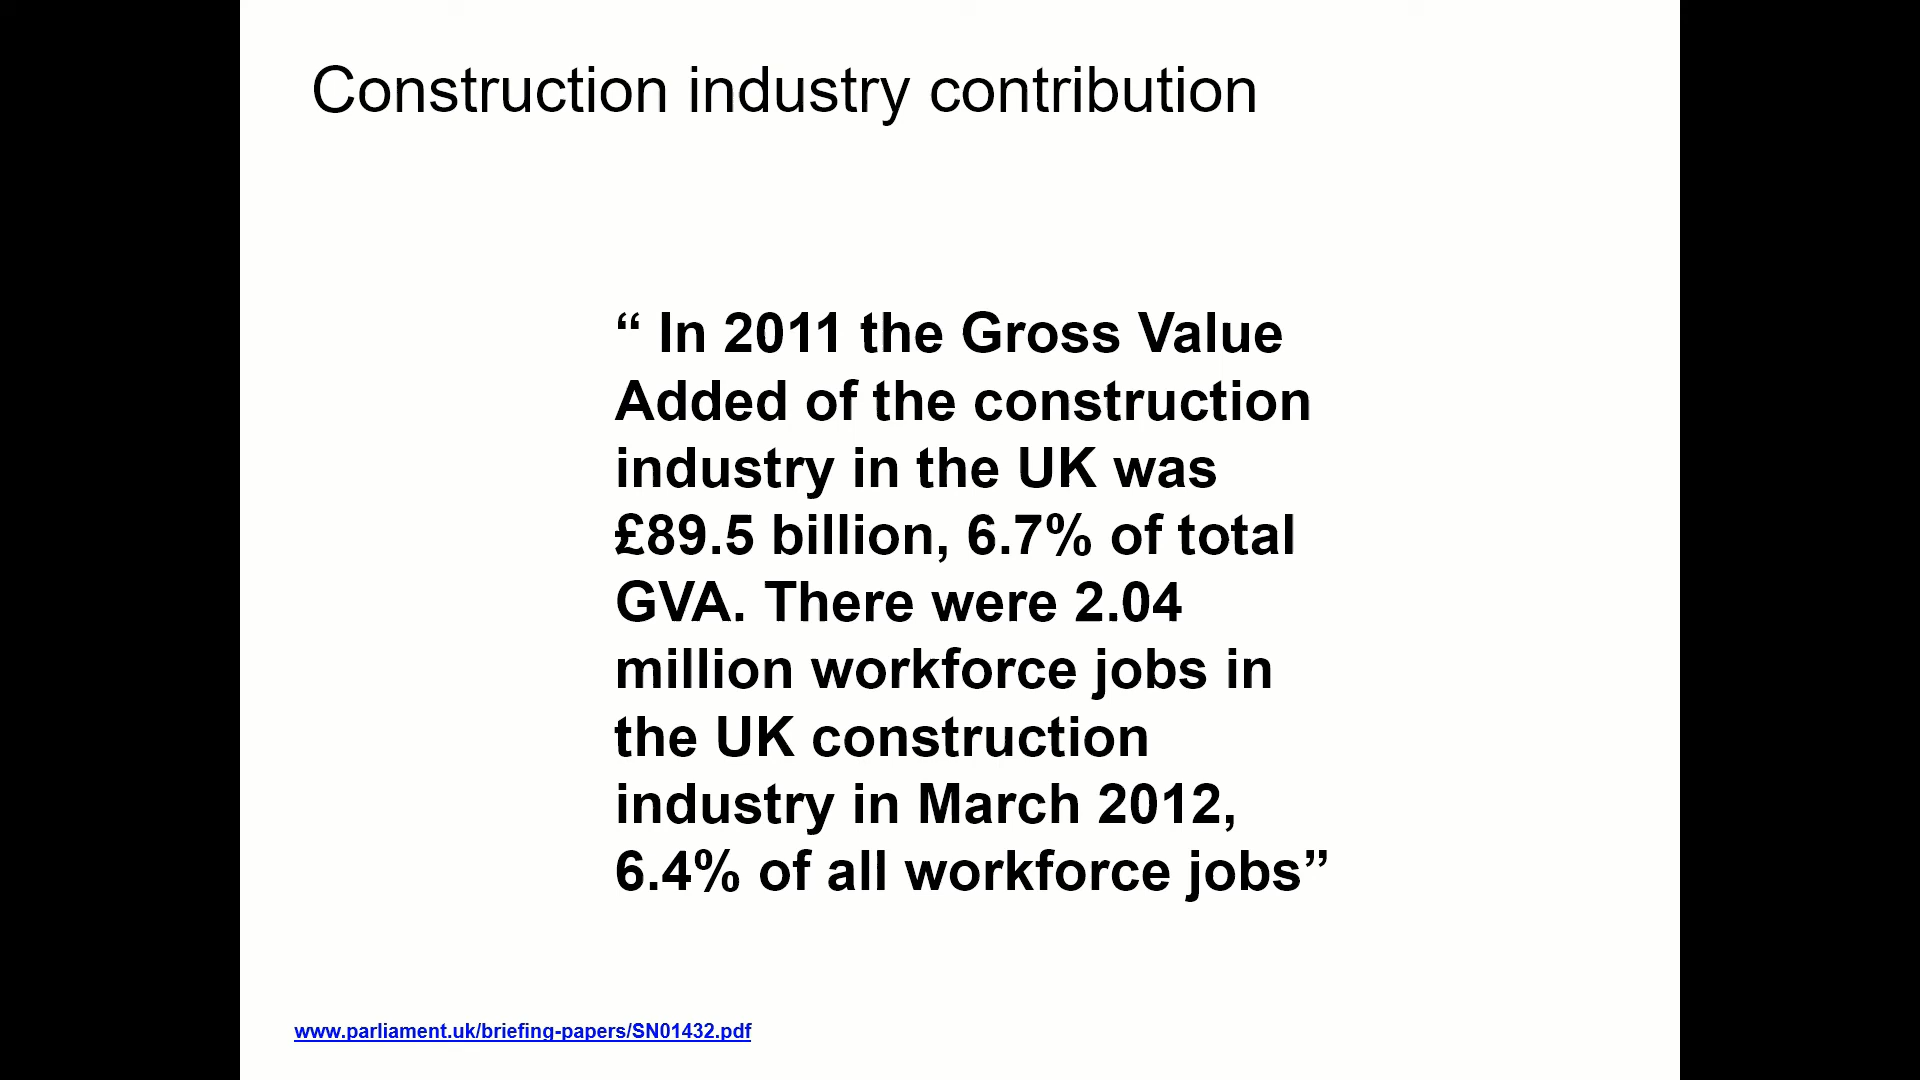 Construction industry contribution
“ In 2011 the Gross Value
Added of the construction
industry in the UK was
£89.5 billion, 6.7% of total
GVA. There were 2.04
million workforce jobs in
the UK construction
industry in March 2012,
6.4% of all workforce jobs”
www.parliament.uk/briefing-papers/SN01432.pdf